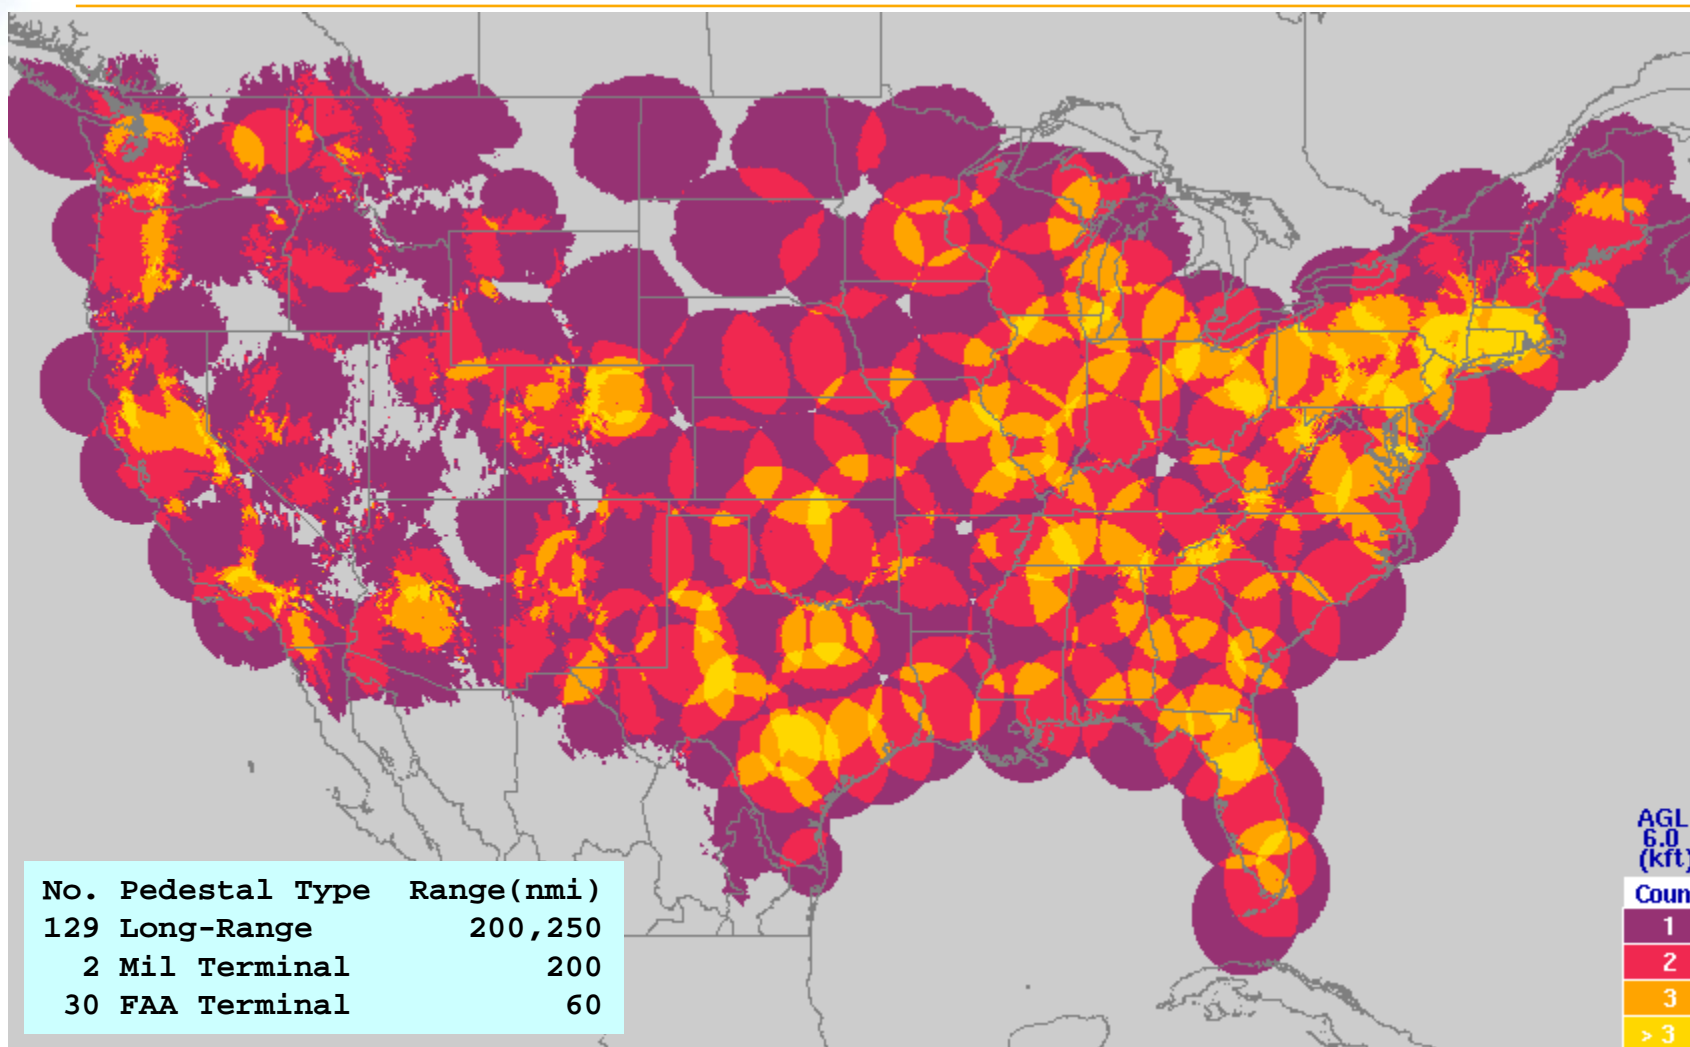 No. Pedestal Type Range(nmi)
129 Long-Range 200,250
2 Mil Terminal 200
30 FAA Terminal 60
AGL
6.0
(kft)
Coun
1
2
3
> 3